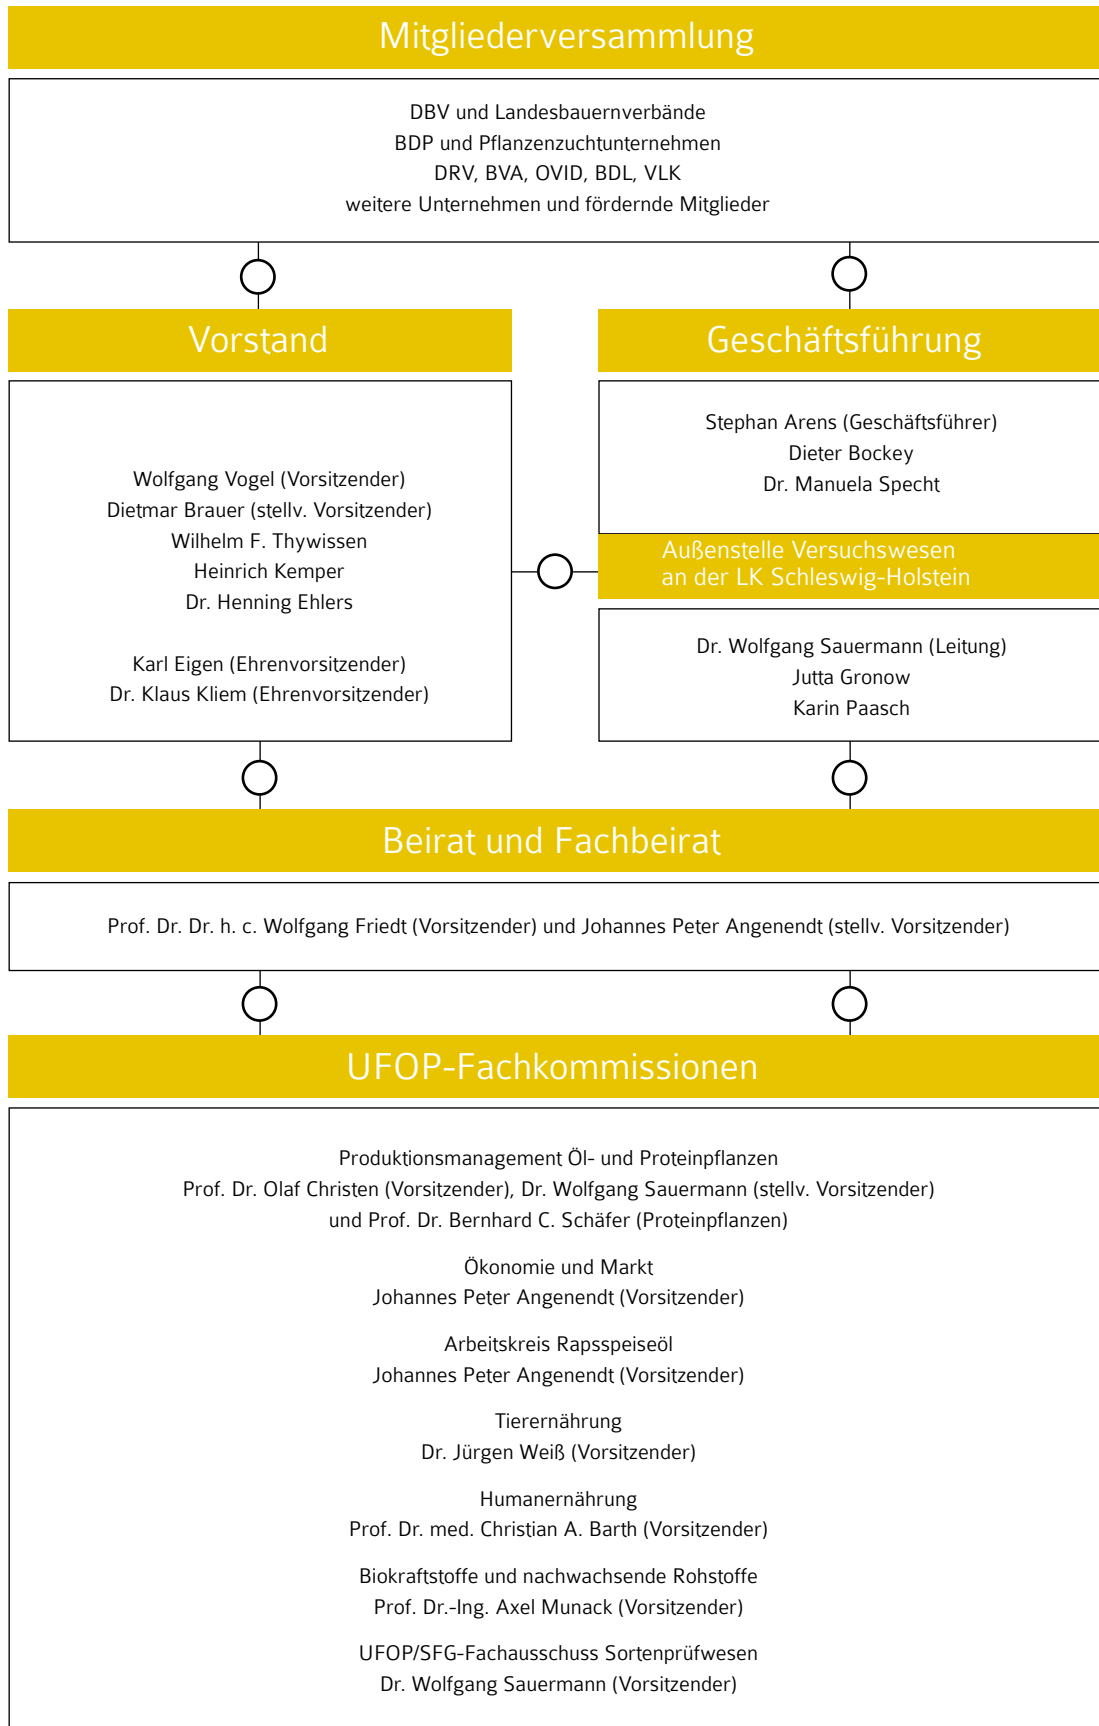 Mitgliederversammlung
DBV und Landesbauernverbände
BDP und Pflanzenzuchtunternehmen
DRV, BVA, OVID, BDL, VLK
weitere Unternehmen und fördernde Mitglieder
Vorstand
Wolfgang Vogel (Vorsitzender)
Dietmar Brauer (stellv. Vorsitzender)
Wilhelm F. Thywissen
Heinrich Kemper
Dr. Henning Ehlers
Karl Eigen (Ehrenvorsitzender)
Dr. Klaus Kliem (Ehrenvorsitzender)
Geschäftsführung
Stephan Arens (Geschäftsführer)
Dieter Bockey
Dr. Manuela Specht
Außenstelle Versuchswesen
an der LK Schleswig-Holstein
Dr. Wolfgang Sauermann (Leitung)
Jutta Gronow
Karin Paasch
Beirat und Fachbeirat
Prof. Dr. Dr. h. c. Wolfgang Friedt (Vorsitzender) und Johannes Peter Angenendt (stellv. Vorsitzender)
UFOP-Fachkommissionen
Produktionsmanagement Öl- und Proteinpflanzen
Prof. Dr. Olaf Christen (Vorsitzender), Dr. Wolfgang Sauermann (stellv. Vorsitzender)
und Prof. Dr. Bernhard C. Schäfer (Proteinpflanzen)
Ökonomie und Markt
Johannes Peter Angenendt (Vorsitzender)
Arbeitskreis Rapsspeiseöl
Johannes Peter Angenendt (Vorsitzender)
Tierernährung
Dr. Jürgen Weiß (Vorsitzender)
Humanernährung
Prof. Dr. med. Christian A. Barth (Vorsitzender)
Biokraftstoffe und nachwachsende Rohstoffe
Prof. Dr.-Ing. Axel Munack (Vorsitzender)
UFOP/SFG-Fachausschuss Sortenprüfwesen
Dr. Wolfgang Sauermann (Vorsitzender)